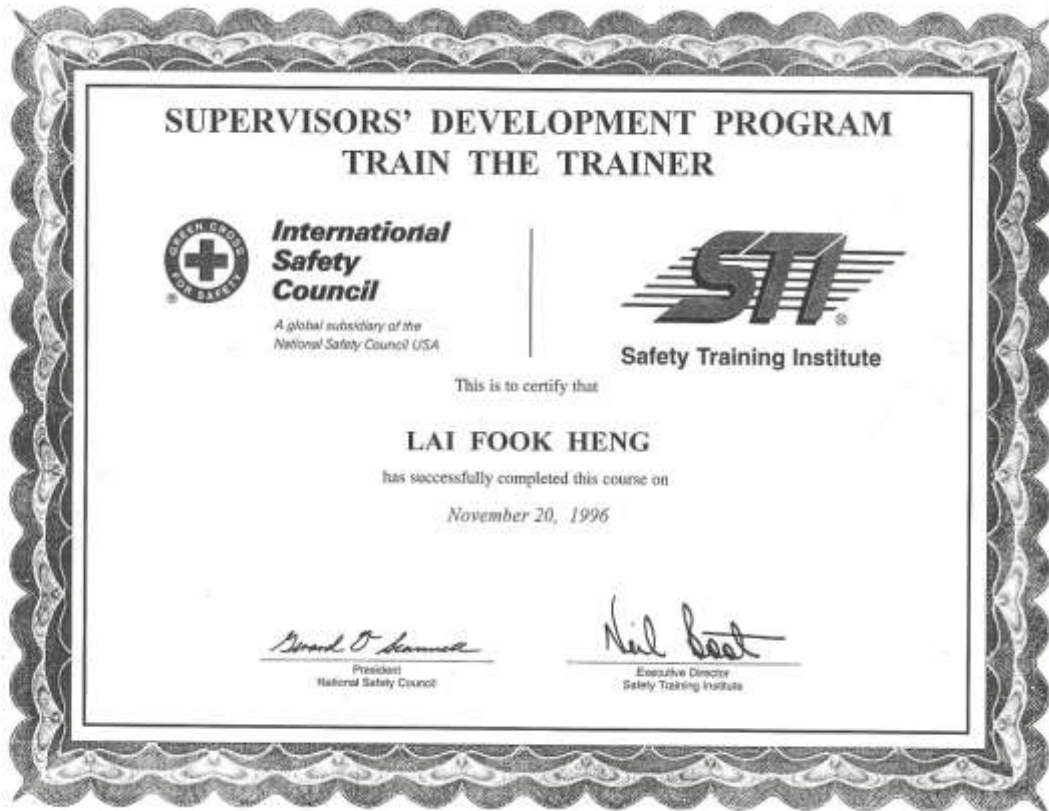 SUPERVISORS' DEVELOPMENT PROGRAM
TRAIN THE TRAINER
GREEN CROSS
FOR SAFETY
®
International
Safety
Council
A global subsidiary of the
National Safety Council USA
STI
®
Safety Training Institute
This is to certify that
LAI FOOK HENG
has successfully completed this course on
November 20, 1996
Neil
President
National Safety Council
Executive Director
Safety Training Institute